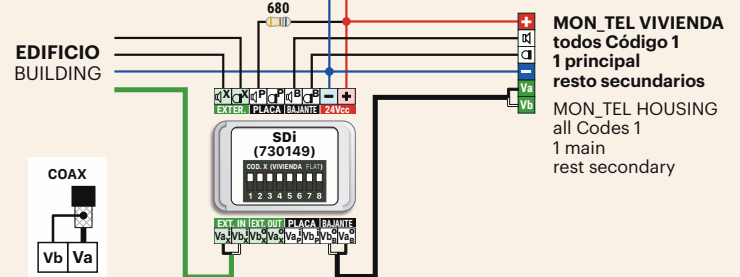 680
EDIFICIO
BUILDING
+
−
Va
Vb
MON_TEL VIVIENDA
todos Código 1
1 principal
resto secundarios
MON_TEL HOUSING
all Codes 1
1 main
rest secondary
X X P P B B − +
EXTER. PLACA BAJANTE 24Vcc
SDi
(730149)
COD. X (VIVIENDA FLAT)
1 2 3 4 5 6 7 8
EXT. IN EXT. OUT PLACA BAJANTE
COAX
Vb Va